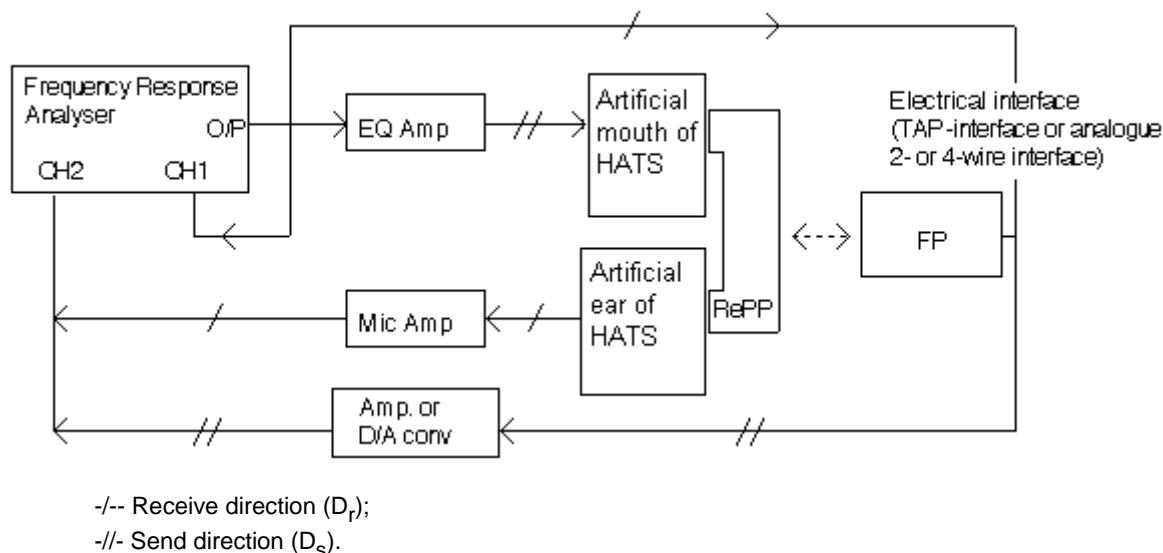 Frequency Response
Analyser
O/P
CH2
CH1
EQ Amp
Artificial
mouth of
HATS
Electrical interface
(TAP-interface or analogue
2- or 4-wire interface)
FP
Mic Amp
Artificial
ear of
HATS
RePP
Amp. or
D/A conv
-/-- Receive direction (Dr);
-//- Send direction (Ds).